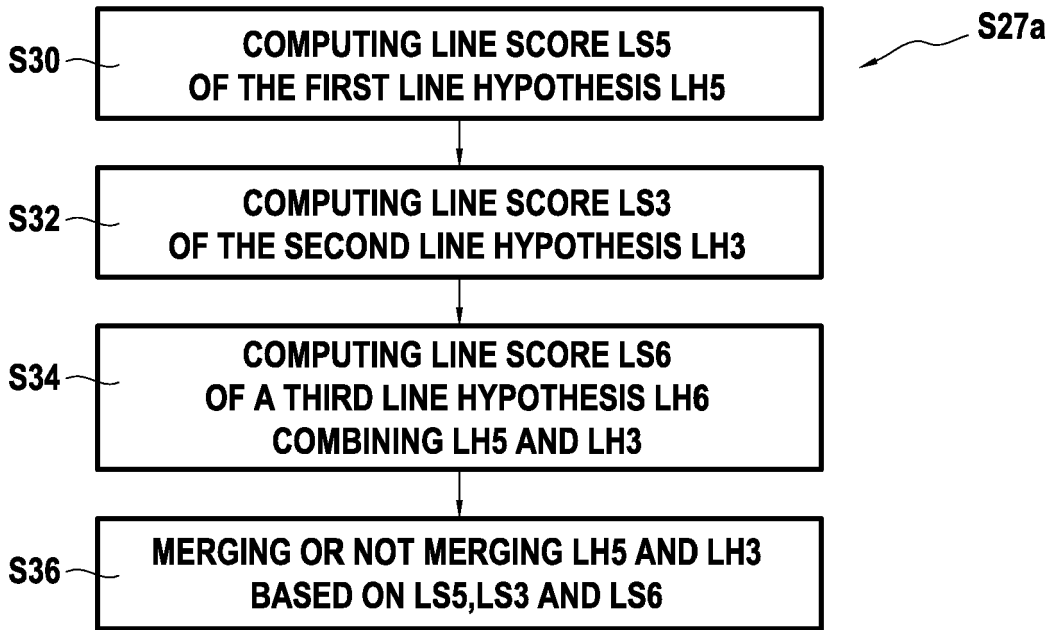 S27a
S30
COMPUTING LINE SCORE LS5
OF THE FIRST LINE HYPOTHESIS LH5
S32
COMPUTING LINE SCORE LS3
OF THE SECOND LINE HYPOTHESIS LH3
S34
COMPUTING LINE SCORE LS6
OF A THIRD LINE HYPOTHESIS LH6
COMBINING LH5 AND LH3
S36
MERGING OR NOT MERGING LH5 AND LH3
BASED ON LS5,LS3 AND LS6